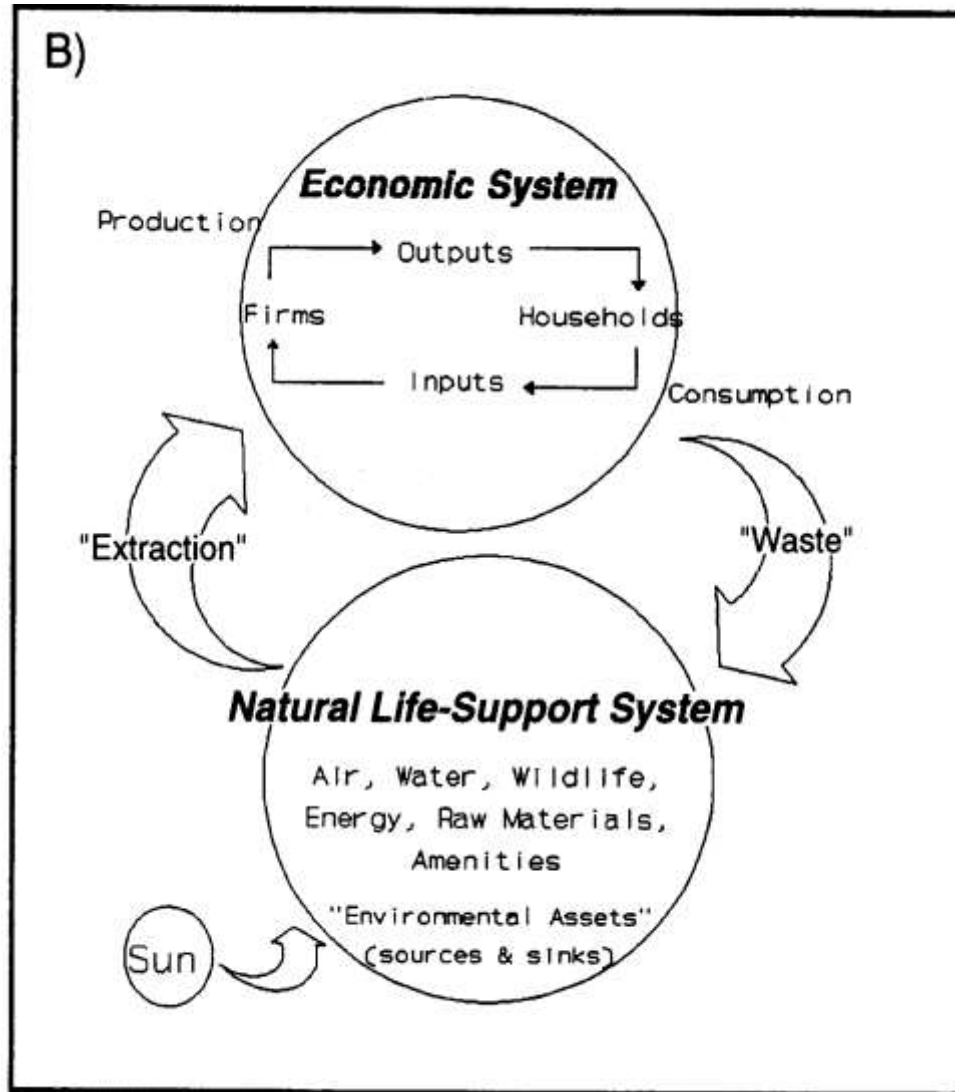 B)
Economic System
Production
Outputs
Firms
Households
Inputs
Consumption
"Extraction"
"Waste"
Natural Life-Support System
Air, Water, Wildlife,
Energy, Raw Materials,
Amenities
"Environmental Assets"
(sources & sinks)
Sun